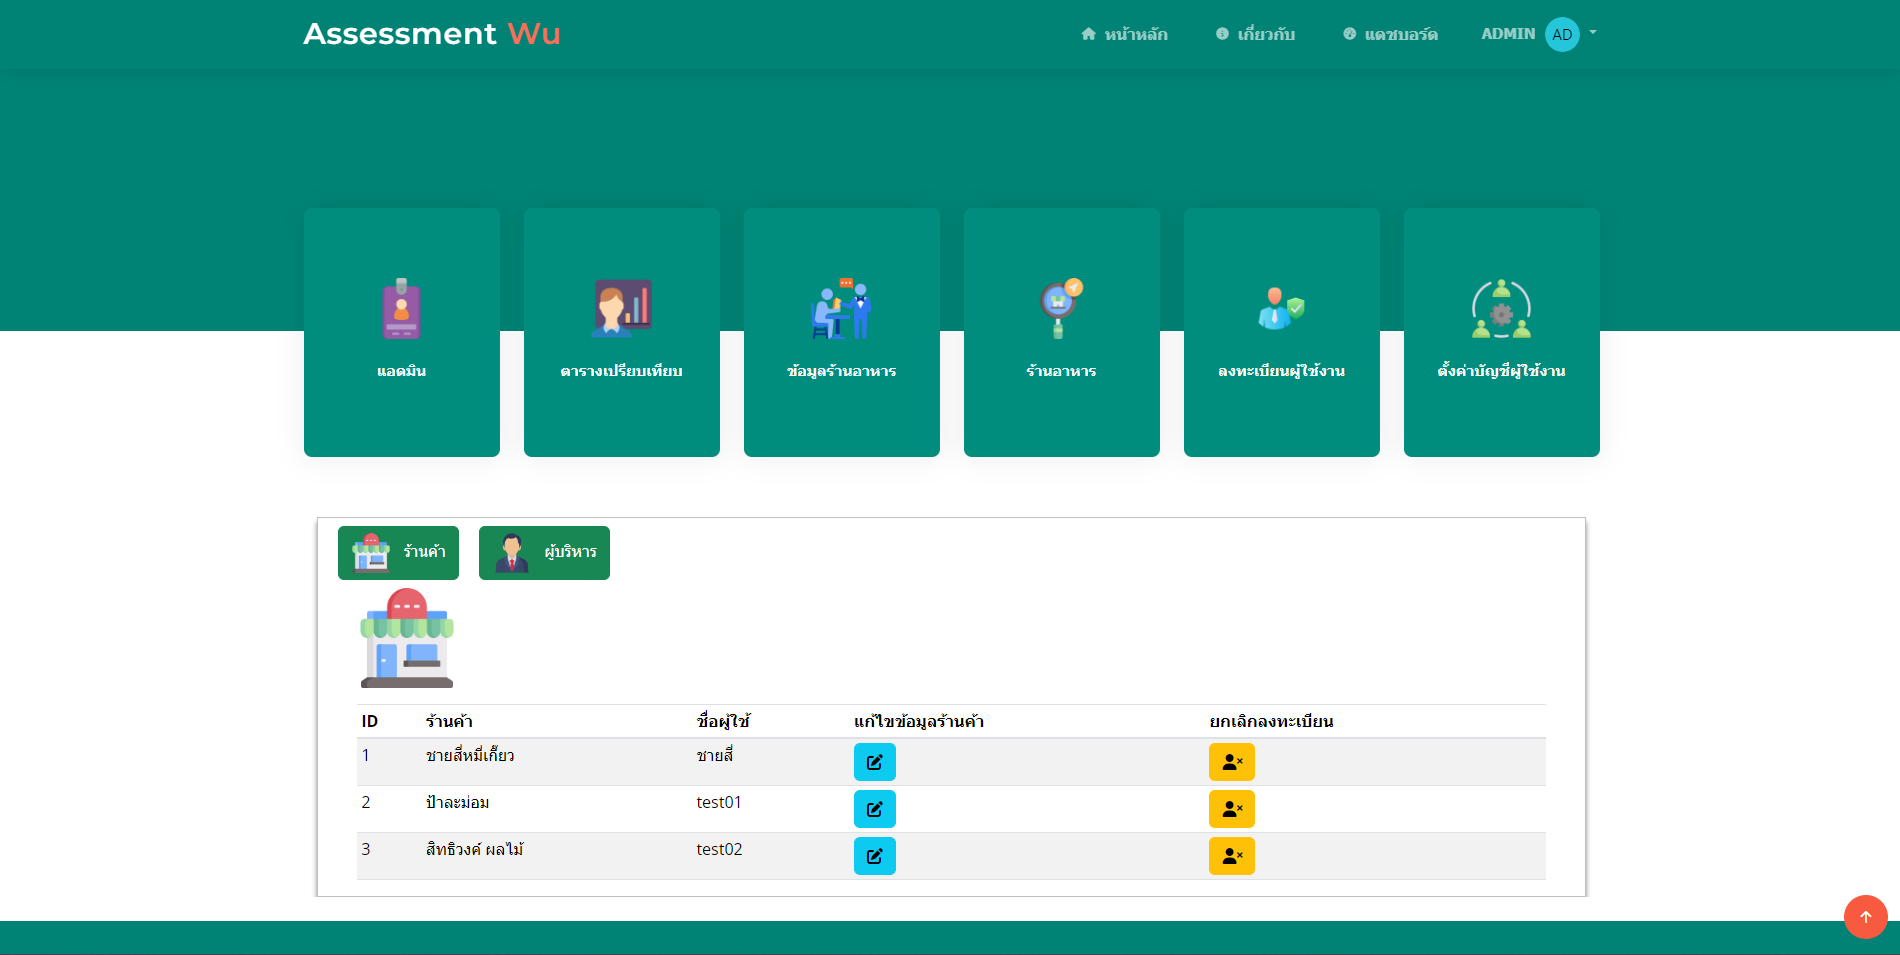 Assessment Wu
หน้าหลัก เกี่ยวกับ แดชบอร์ด ADMIN AD
แอดมิน ตารางเปรียบเทียบ ข้อมูลร้านอาหาร ร้านอาหาร ลงทะเบียนผู้ใช้งาน ตั้งค่าบัญชีผู้ใช้งาน
ร้านค้า ผู้บริหาร
ID ร้านค้า ชื่อผู้ใช้ แก้ไขข้อมูลร้านค้า ยกเลิกลงทะเบียน
1 ชายสี่หมี่เกี๊ยว ชายสี่
2 ป้าละม่อม test01
3 สิทธิวงค์ ผลไม้ test02